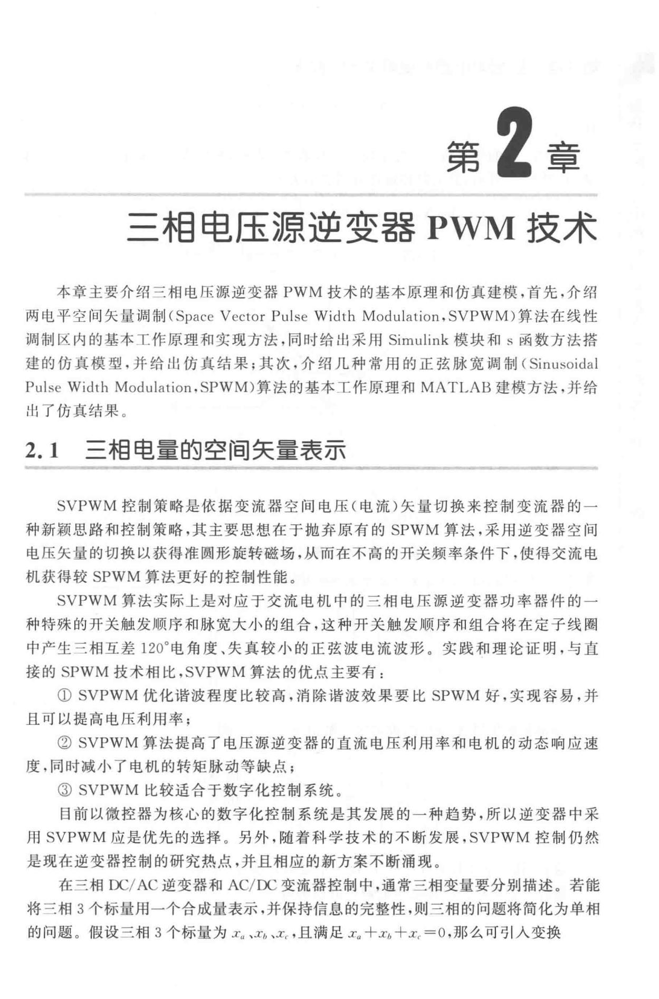 第2章
三相电压源逆变器 PWM 技术
本章主要介绍三相电压源逆变器 PWM 技术的基本原理和仿真建模,首先,介绍
两电平空间矢量调制(Space Vector Pulse Width Modulation,SVPWM)算法在线性
调制区内的基本工作原理和实现方法,同时给出采用 Simulink 模块和 s 函数方法搭
建的仿真模型,并给出仿真结果;其次,介绍几种常用的正弦脉宽调制(Sinusoidal
Pulse Width Modulation,SPWM)算法的基本工作原理和 MATLAB 建模方法,并给
出了仿真结果。
2.1 三相电量的空间矢量表示
SVPWM 控制策略是依据变流器空间电压(电流)矢量切换来控制变流器的一
种新颖思路和控制策略,其主要思想在于抛弃原有的 SPWM 算法,采用逆变器空间
电压矢量的切换以获得准圆形旋转磁场,从而在不高的开关频率条件下,使得交流电
机获得较 SPWM 算法更好的控制性能。
SVPWM 算法实际上是对应于交流电机中的三相电压源逆变器功率器件的一
种特殊的开关触发顺序和脉宽大小的组合,这种开关触发顺序和组合将在定子线圈
中产生三相互差 120°电角度、失真较小的正弦波电流波形。实践和理论证明,与直
接的 SPWM 技术相比,SVPWM 算法的优点主要有:
① SVPWM 优化谐波程度比较高,消除谐波效果要比 SPWM 好,实现容易,并
且可以提高电压利用率;
② SVPWM 算法提高了电压源逆变器的直流电压利用率和电机的动态响应速
度,同时减小了电机的转矩脉动等缺点;
③ SVPWM 比较适合于数字化控制系统。
目前以微控器为核心的数字化控制系统是其发展的一种趋势,所以逆变器中采
用 SVPWM 应是优先的选择。另外,随着科学技术的不断发展,SVPWM 控制仍然
是现在逆变器控制的研究热点,并且相应的新方案不断涌现。
在三相 DC/AC 逆变器和 AC/DC 变流器控制中,通常三相变量要分别描述。若能
将三相 3 个标量用一个合成量表示,并保持信息的完整性,则三相的问题将简化为单相
的问题。假设三相 3 个标量为 xₐ、x_b、x_c,且满足 xₐ+x_b+x_c=0,那么可引入变换